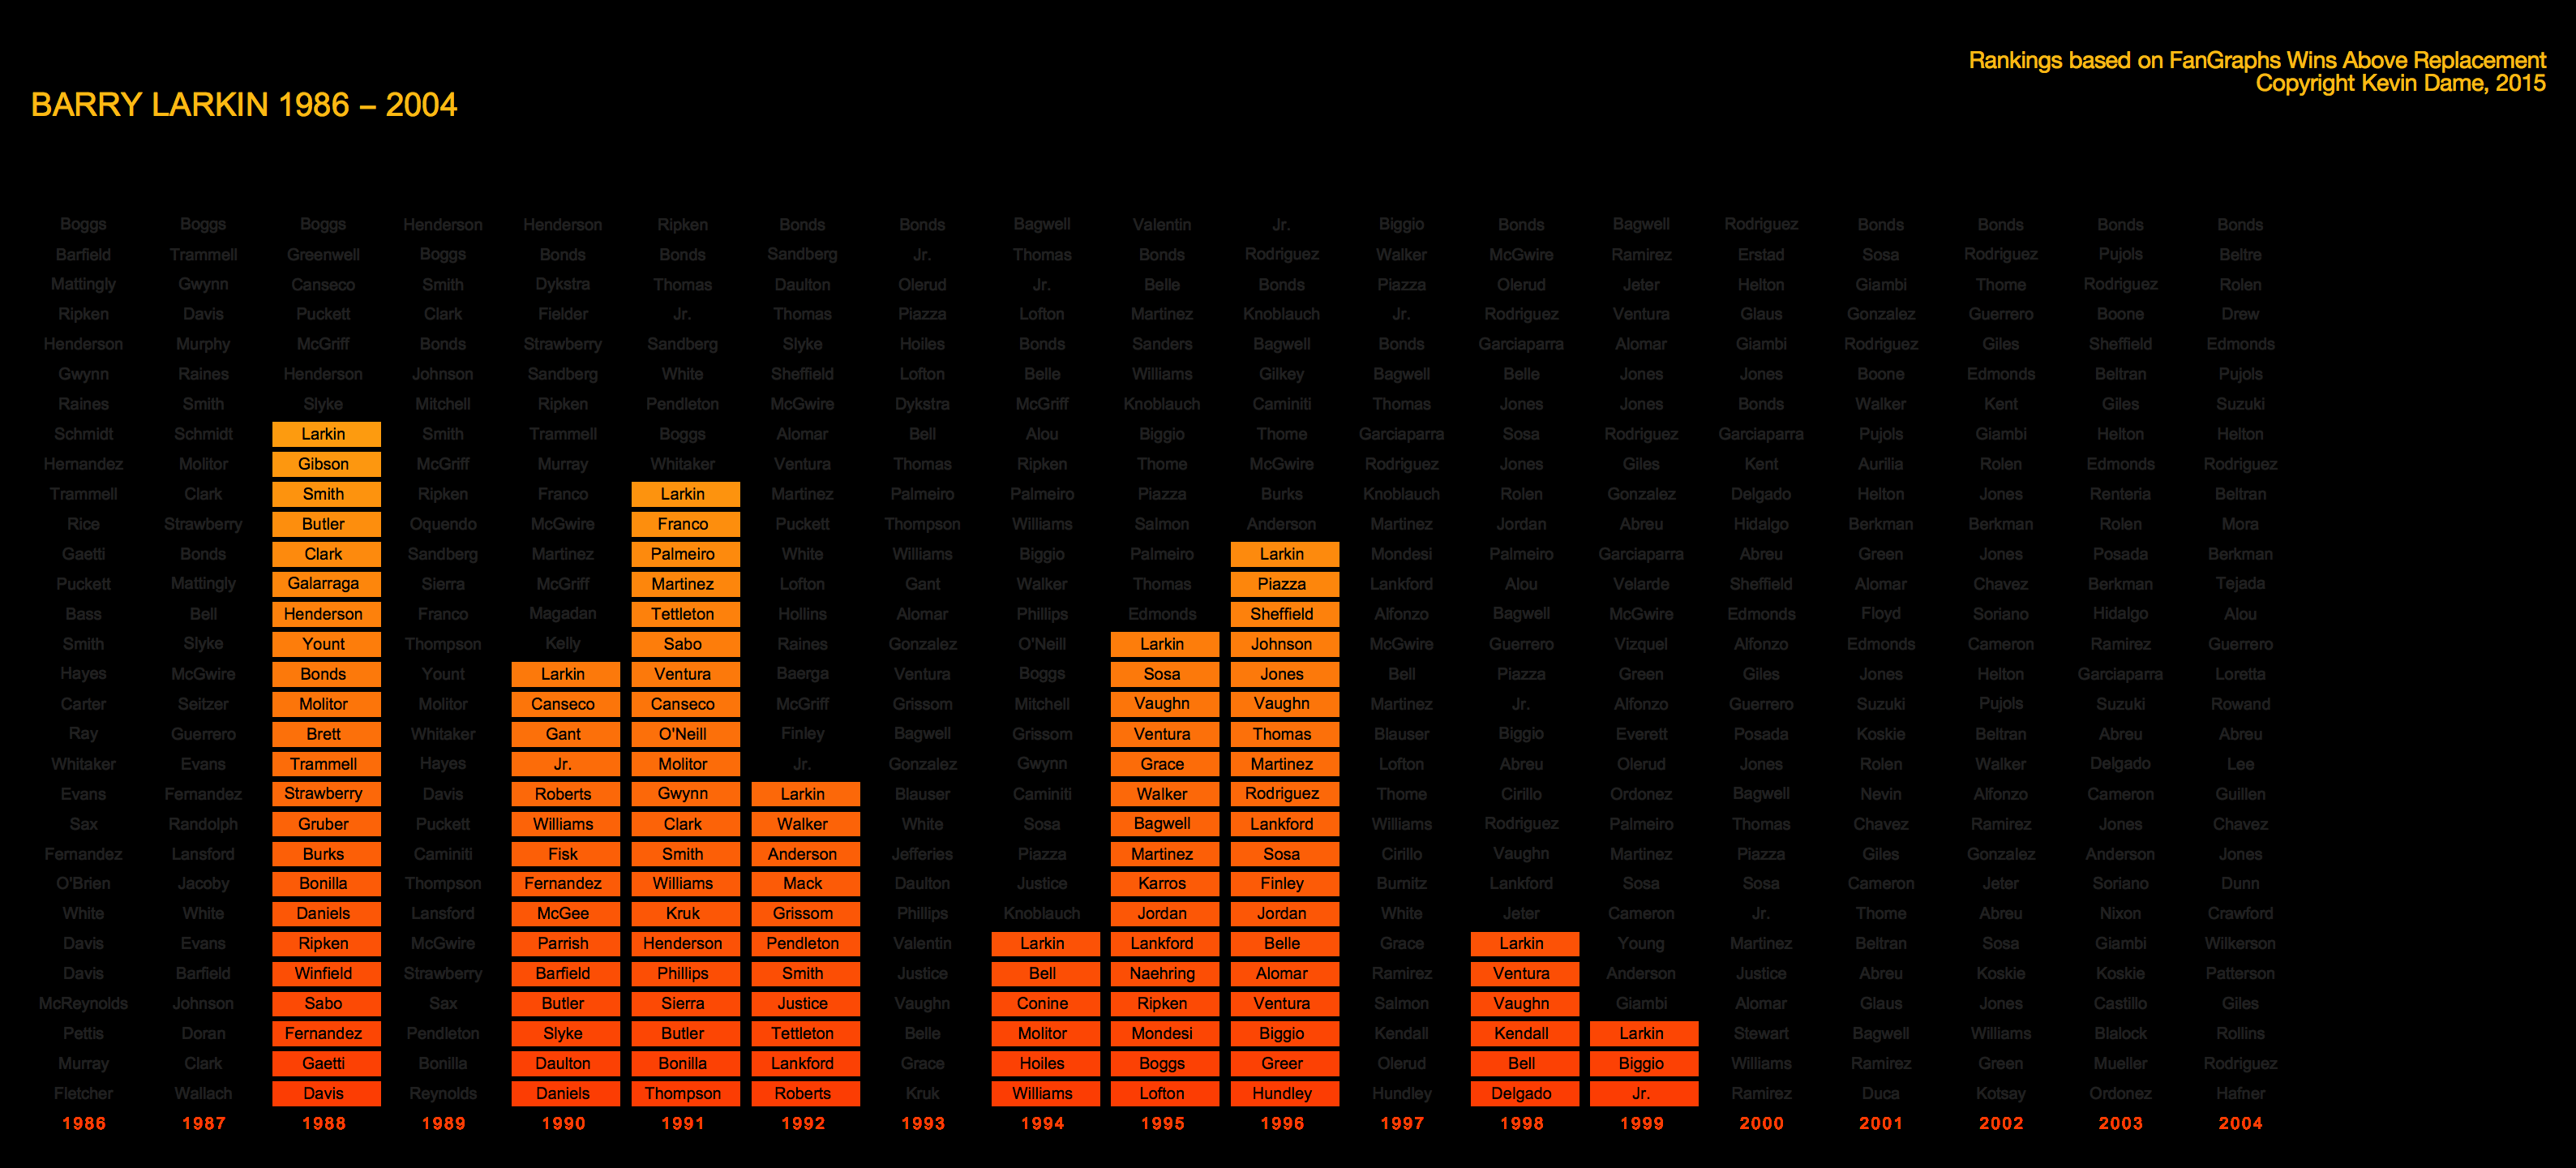 Rankings based on FanGraphs Wins Above Replacement
Copyright Kevin Dame, 2015
BARRY LARKIN 1986 – 2004
Boggs Boggs Boggs Henderson Henderson Ripken Bonds Bonds Bagwell Valentin Jr. Biggio Bonds Bagwell Rodriguez Bonds Bonds Bonds Bonds
Barfield Trammell Greenwell Boggs Bonds Bonds Sandberg Jr. Thomas Bonds Rodriguez Walker McGwire Ramirez Erstad Sosa Rodriguez Pujols Beltre
Mattingly Gwynn Canseco Smith Dykstra Thomas Daulton Olerud Jr. Belle Bonds Piazza Olerud Jeter Helton Giambi Thome Rodriguez Rolen
Ripken Davis Puckett Clark Fielder Jr. Thomas Piazza Lofton Martinez Knoblauch Jr. Rodriguez Ventura Glaus Gonzalez Guerrero Boone Drew
Henderson Murphy McGriff Bonds Strawberry Sandberg Slyke Hoiles Bonds Sanders Bagwell Bonds Garciaparra Alomar Giambi Rodriguez Giles Sheffield Edmonds
Gwynn Raines Henderson Johnson Sandberg White Sheffield Lofton Belle Williams Gilkey Bagwell Belle Jones Jones Boone Edmonds Beltran Pujols
Raines Smith Slyke Mitchell Ripken Pendleton McGwire Dykstra McGriff Knoblauch Caminiti Thomas Jones Jones Bonds Walker Kent Giles Suzuki
Schmidt Schmidt Larkin Smith Trammell Boggs Alomar Bell Alou Biggio Thome Garciaparra Sosa Rodriguez Garciaparra Pujols Giambi Helton Helton
Hernandez Molitor Gibson McGriff Murray Whitaker Ventura Thomas Ripken Thome McGwire Rodriguez Jones Giles Kent Aurilia Rolen Edmonds Rodriguez
Trammell Clark Smith Ripken Franco Larkin Martinez Palmeiro Palmeiro Piazza Burks Knoblauch Rolen Gonzalez Delgado Helton Jones Renteria Beltran
Rice Strawberry Butler Oquendo McGwire Franco Puckett Thompson Williams Salmon Anderson Martinez Jordan Abreu Hidalgo Berkman Berkman Rolen Mora
Gaetti Bonds Clark Sandberg Martinez Palmeiro White Williams Biggio Palmeiro Larkin Mondesi Palmeiro Garciaparra Abreu Green Jones Posada Berkman
Puckett Mattingly Galarraga Sierra McGriff Martinez Lofton Gant Walker Thomas Piazza Lankford Alou Velarde Sheffield Alomar Chavez Berkman Tejada
Bass Bell Henderson Franco Magadan Tettleton Hollins Alomar Phillips Edmonds Sheffield Alfonzo Bagwell McGwire Edmonds Floyd Soriano Hidalgo Alou
Smith Slyke Yount Thompson Kelly Sabo Raines Gonzalez O'Neill Larkin Johnson McGwire Guerrero Vizquel Alfonzo Edmonds Cameron Ramirez Guerrero
Hayes McGwire Bonds Yount Larkin Ventura Baerga Ventura Boggs Sosa Jones Bell Piazza Green Giles Jones Helton Garciaparra Loretta
Carter Seitzer Molitor Molitor Canseco Canseco McGriff Grissom Mitchell Vaughn Vaughn Martinez Jr. Alfonzo Guerrero Suzuki Pujols Suzuki Rowand
Ray Guerrero Brett Whitaker Gant O'Neill Finley Bagwell Grissom Ventura Thomas Blauser Biggio Everett Posada Koskie Beltran Abreu Abreu
Whitaker Evans Trammell Hayes Jr. Molitor Jr. Gonzalez Gwynn Grace Martinez Lofton Abreu Olerud Jones Rolen Walker Delgado Lee
Evans Fernandez Strawberry Davis Roberts Gwynn Larkin Blauser Caminiti Walker Rodriguez Thome Cirillo Ordonez Bagwell Nevin Alfonzo Cameron Guillen
Sax Randolph Gruber Puckett Williams Clark Walker White Sosa Bagwell Lankford Williams Rodriguez Palmeiro Thomas Chavez Ramirez Jones Chavez
Fernandez Lansford Burks Caminiti Fisk Smith Anderson Jefferies Piazza Martinez Sosa Cirillo Vaughn Martinez Piazza Giles Gonzalez Anderson Jones
O'Brien Jacoby Bonilla Thompson Fernandez Williams Mack Daulton Justice Karros Finley Burnitz Lankford Sosa Sosa Cameron Jeter Soriano Dunn
White White Daniels Lansford McGee Kruk Grissom Phillips Knoblauch Jordan Jordan White Jeter Cameron Jr. Thome Abreu Nixon Crawford
Davis Evans Ripken McGwire Parrish Henderson Pendleton Valentin Larkin Lankford Belle Grace Larkin Young Martinez Beltran Sosa Giambi Wilkerson
Davis Barfield Winfield Strawberry Barfield Phillips Smith Justice Bell Naehring Alomar Ramirez Ventura Anderson Justice Abreu Koskie Koskie Patterson
McReynolds Johnson Sabo Sax Butler Sierra Justice Vaughn Conine Ripken Ventura Salmon Vaughn Giambi Alomar Glaus Jones Castillo Giles
Pettis Doran Fernandez Pendleton Slyke Butler Tettleton Belle Molitor Mondesi Biggio Kendall Kendall Larkin Stewart Bagwell Williams Blalock Rollins
Murray Clark Gaetti Bonilla Daulton Bonilla Lankford Grace Hoiles Boggs Greer Olerud Bell Biggio Williams Ramirez Green Mueller Rodriguez
Fletcher Wallach Davis Reynolds Daniels Thompson Roberts Kruk Williams Lofton Hundley Hundley Delgado Jr. Ramirez Duca Kotsay Ordonez Hafner
1986 1987 1988 1989 1990 1991 1992 1993 1994 1995 1996 1997 1998 1999 2000 2001 2002 2003 2004